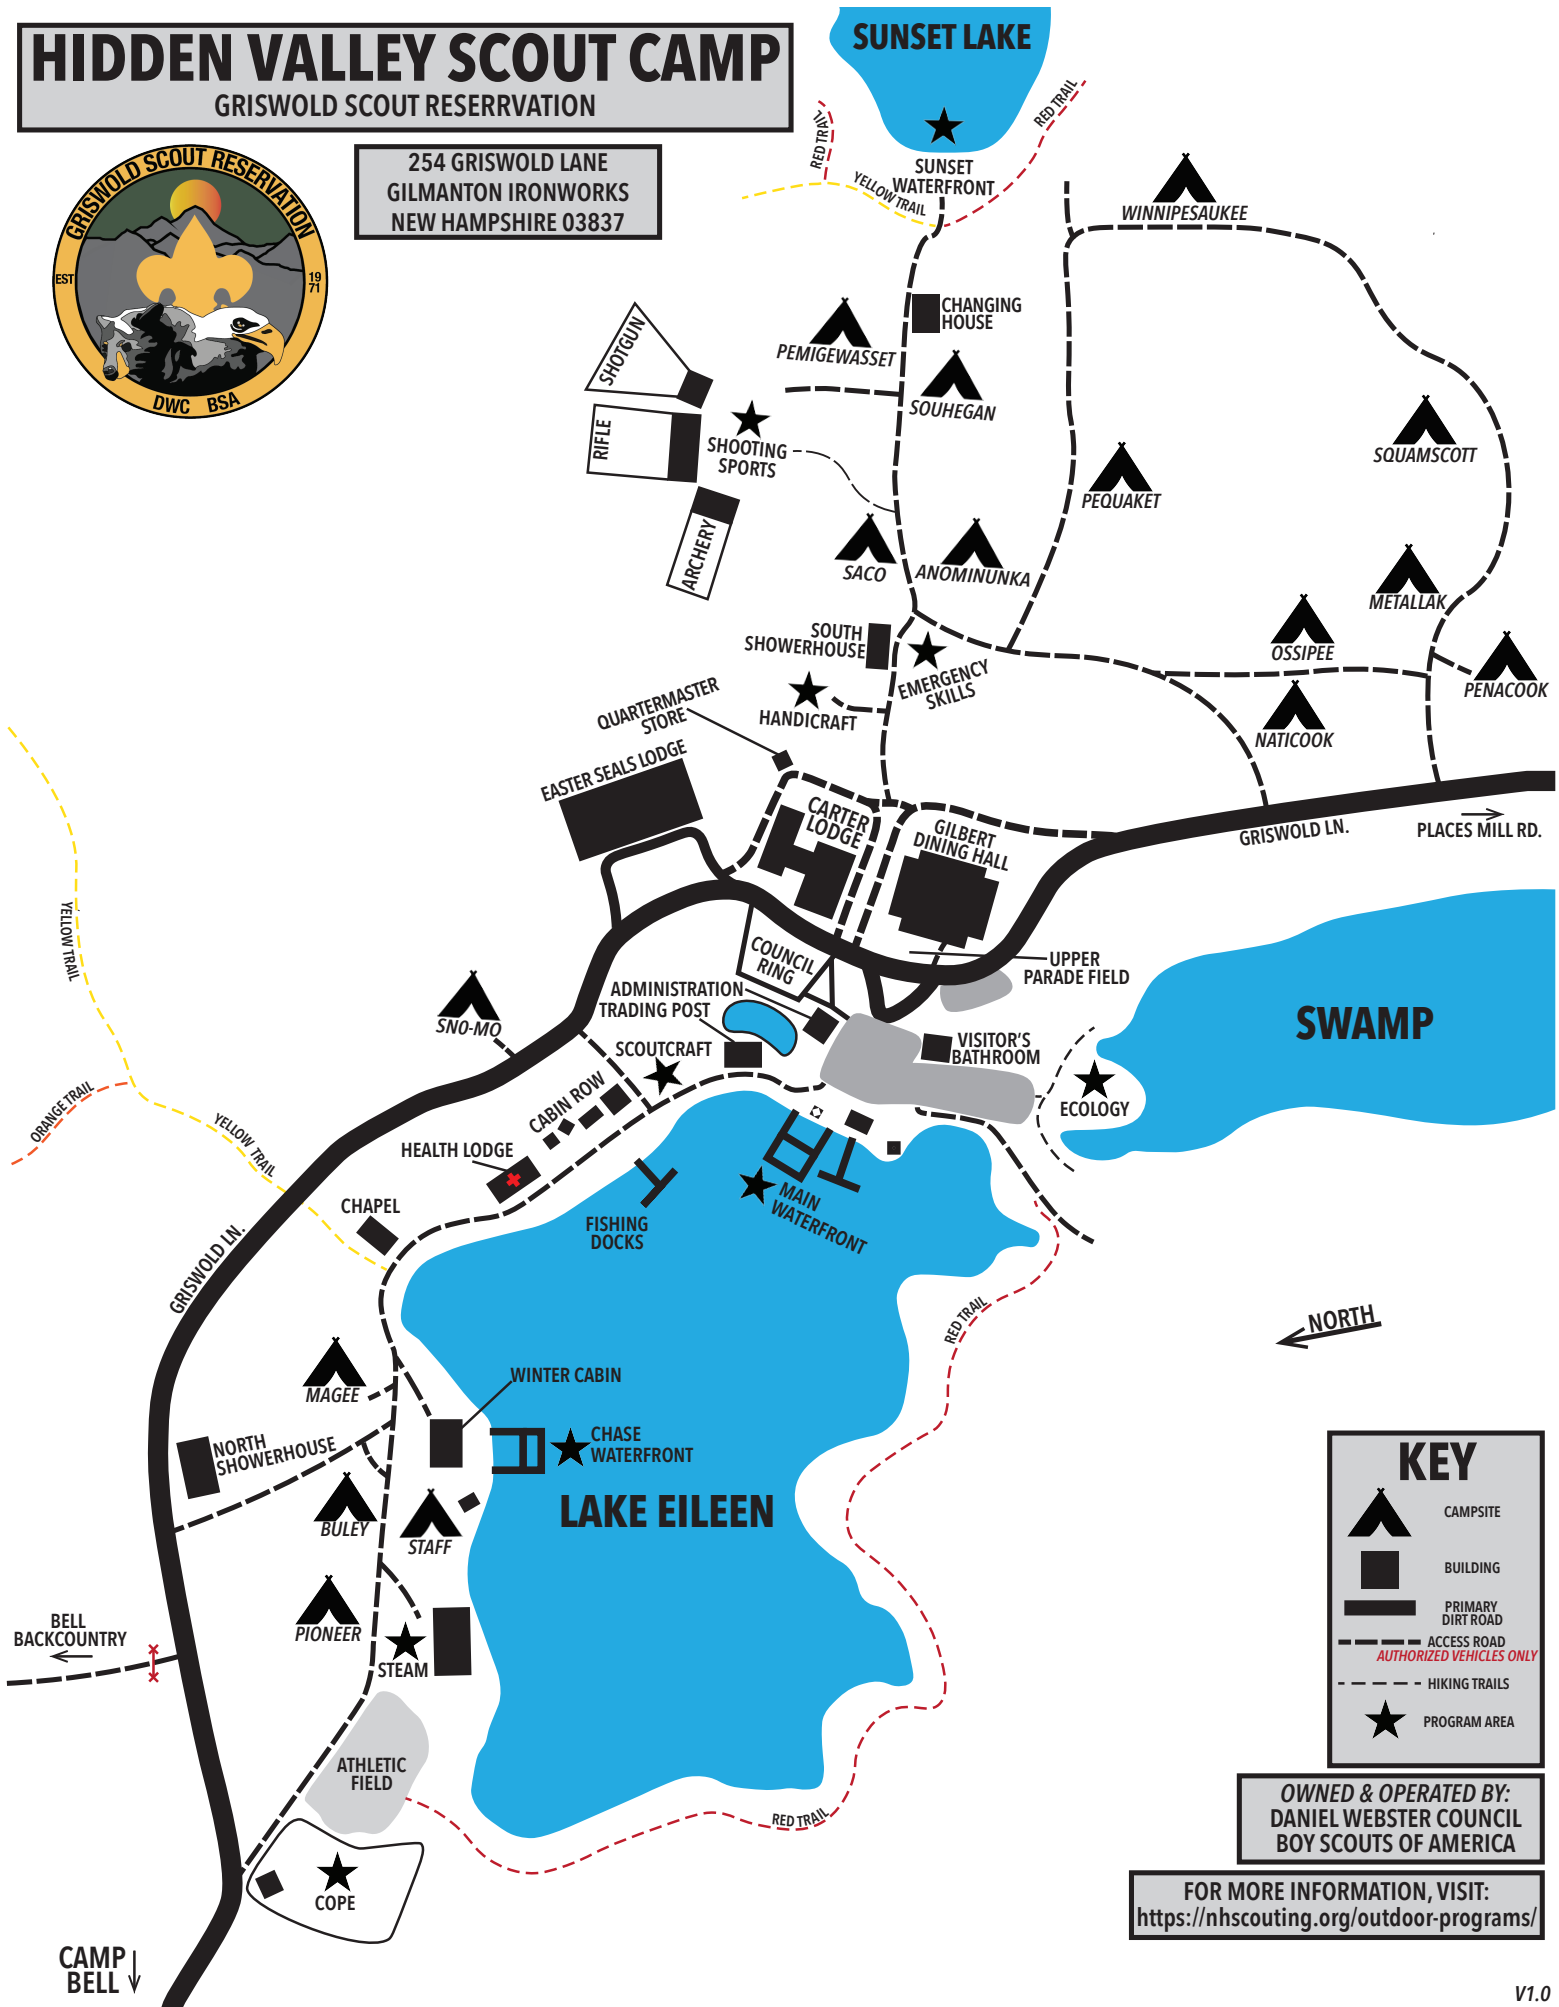 HIDDEN VALLEY SCOUT CAMP
GRISWOLD SCOUT RESERRVATION
254 GRISWOLD LANE
GILMANTON IRONWORKS
NEW HAMPSHIRE 03837
GRISWOLD SCOUT RESERVATION
EST
19
71
DWC BSA
SUNSET LAKE
RED TRAIL
RED TRAIL
SUNSET
WATERFRONT
YELLOW TRAIL
WINNIPESAUKEE
CHANGING
HOUSE
PEMIGEWASSET
SOUHEGAN
SHOTGUN
RIFLE
SHOOTING
SPORTS
ARCHERY
SQUAMSCOTT
PEQUAKET
SACO
ANOMINUNKA
METALLAK
OSSIPEE
PENACOOK
NATICOOK
SOUTH
SHOWERHOUSE
EMERGENCY
SKILLS
HANDICRAFT
QUARTERMASTER
STORE
EASTER SEALS LODGE
CARTER
LODGE
GILBERT
DINING HALL
GRISWOLD LN.
PLACES MILL RD.
YELLOW TRAIL
COUNCIL
RING
UPPER
PARADE FIELD
ADMINISTRATION
TRADING POST
SNO-MO
SCOUTCRAFT
VISITOR'S
BATHROOM
SWAMP
ECOLOGY
CABIN ROW
ORANGE TRAIL
YELLOW TRAIL
HEALTH LODGE
CHAPEL
FISHING
DOCKS
MAIN
WATERFRONT
GRISWOLD LN.
RED TRAIL
NORTH
MAGEE
WINTER CABIN
CHASE
WATERFRONT
NORTH
SHOWERHOUSE
LAKE EILEEN
BULEY
STAFF
BELL
BACKCOUNTRY
PIONEER
STEAM
ATHLETIC
FIELD
RED TRAIL
COPE
CAMP
BELL
KEY
CAMPSITE
BUILDING
PRIMARY
DIRT ROAD
ACCESS ROAD
AUTHORIZED VEHICLES ONLY
HIKING TRAILS
PROGRAM AREA
OWNED & OPERATED BY:
DANIEL WEBSTER COUNCIL
BOY SCOUTS OF AMERICA
FOR MORE INFORMATION, VISIT:
https://nhscouting.org/outdoor-programs/
V1.0